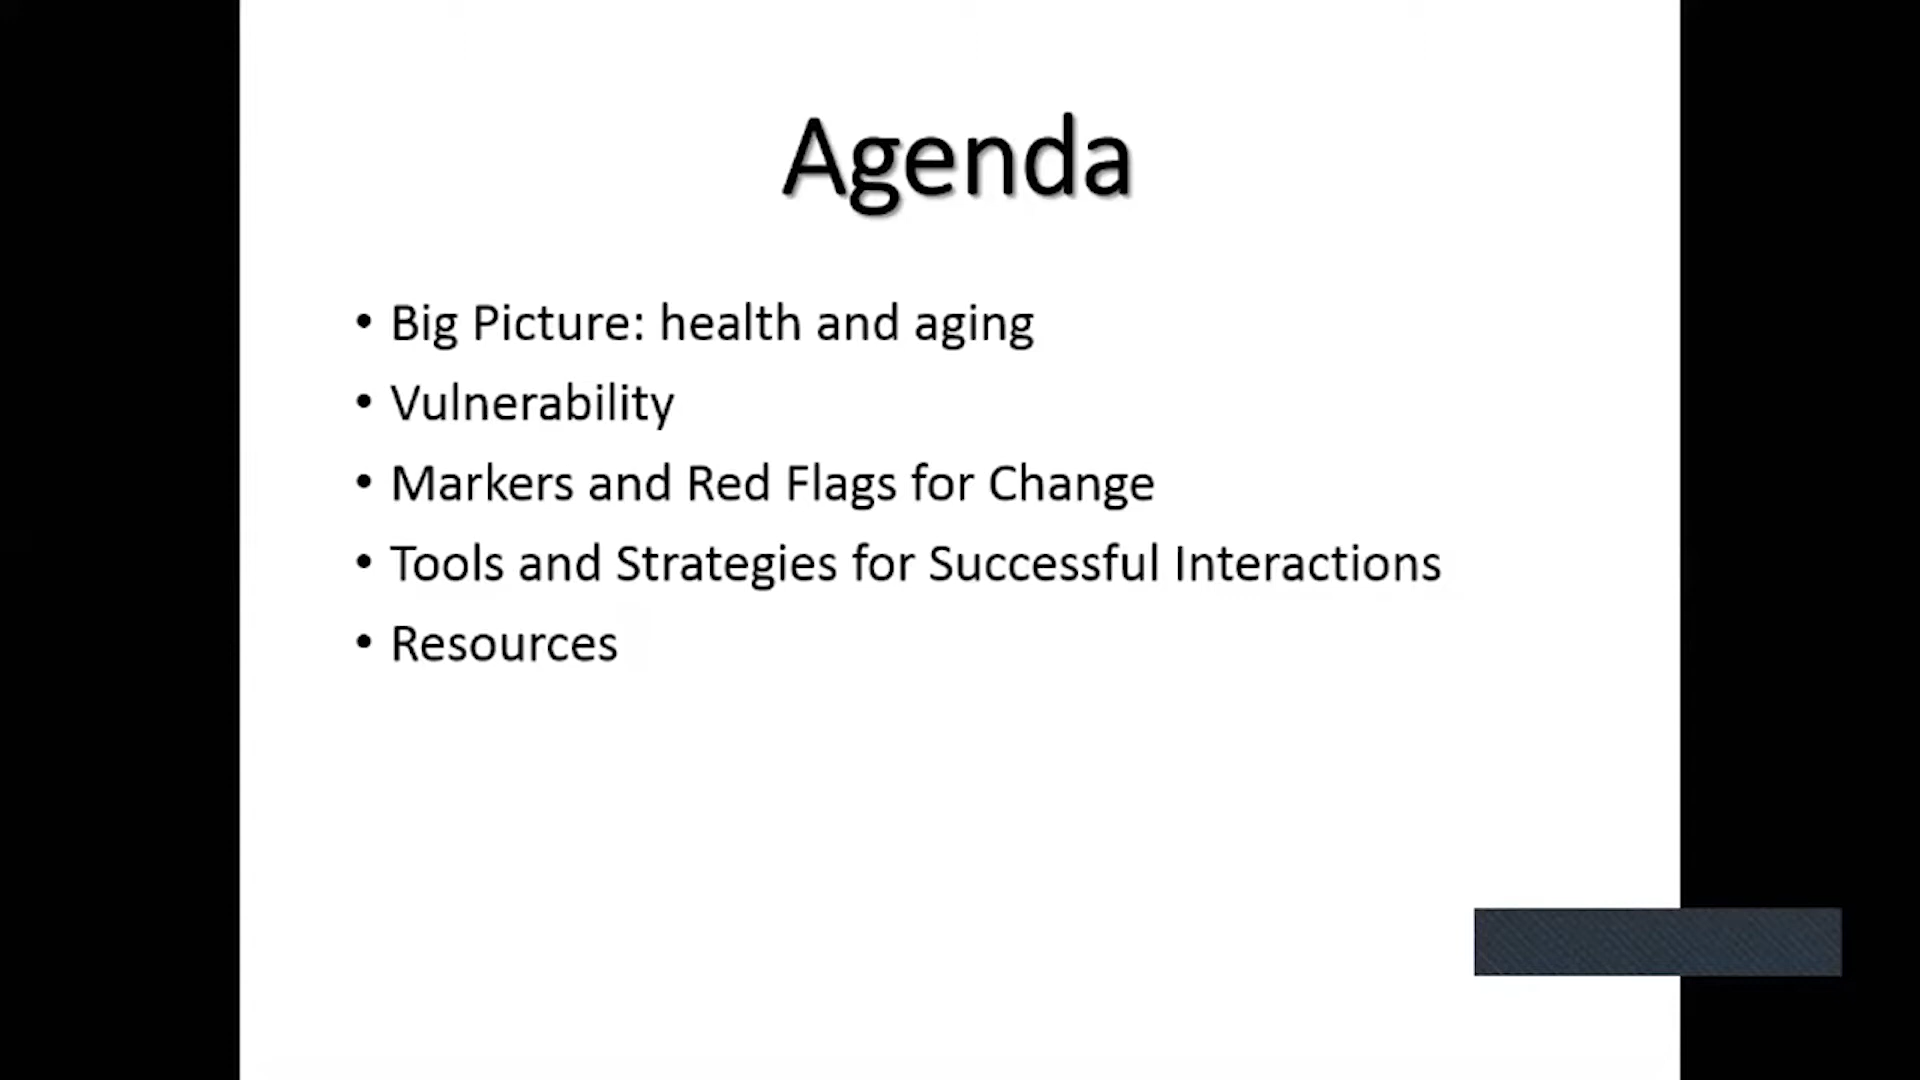 Agenda
• Big Picture: health and aging
• Vulnerability
• Markers and Red Flags for Change
• Tools and Strategies for Successful Interactions
• Resources